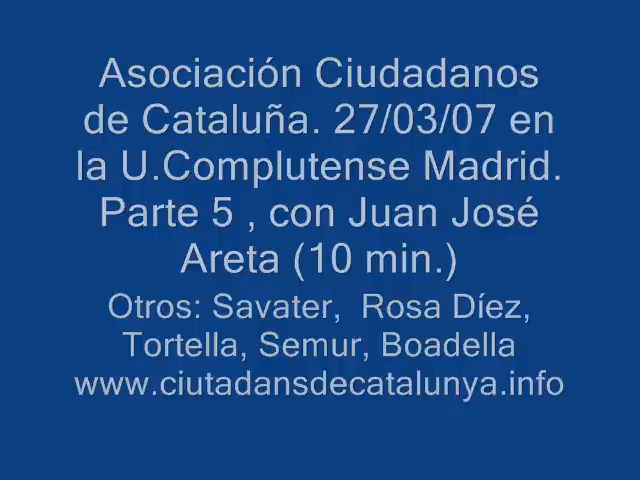 Asociación Ciudadanos
de Cataluña. 27/03/07 en
la U.Complutense Madrid.
Parte 5 , con Juan José
Areta (10 min.)
Otros: Savater,  Rosa Díez,
Tortella, Semur, Boadella
www.ciutadansdecatalunya.info